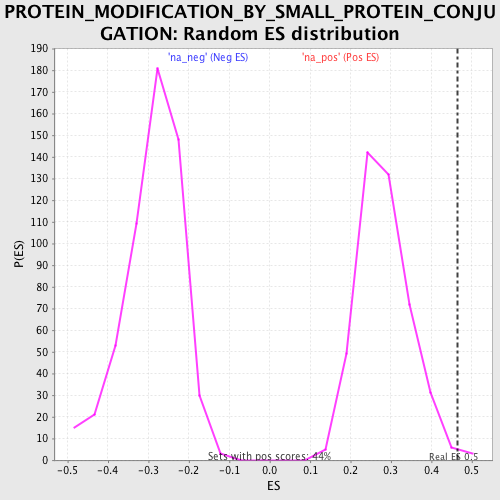 PROTEIN_MODIFICATION_BY_SMALL_PROTEIN_CONJU
GATION: Random ES distribution
'na_neg' (Neg ES) 'na_pos' (Pos ES)
190
180
170
160
150
140
130
120
110
100
90
80
70
60
50
40
30
20
10
0
P(ES)
Sets with pos scores: 44%
Real ES 0.5
-0.5 -0.4 -0.3 -0.2 -0.1 0.0 0.1 0.2 0.3 0.4 0.5
ES